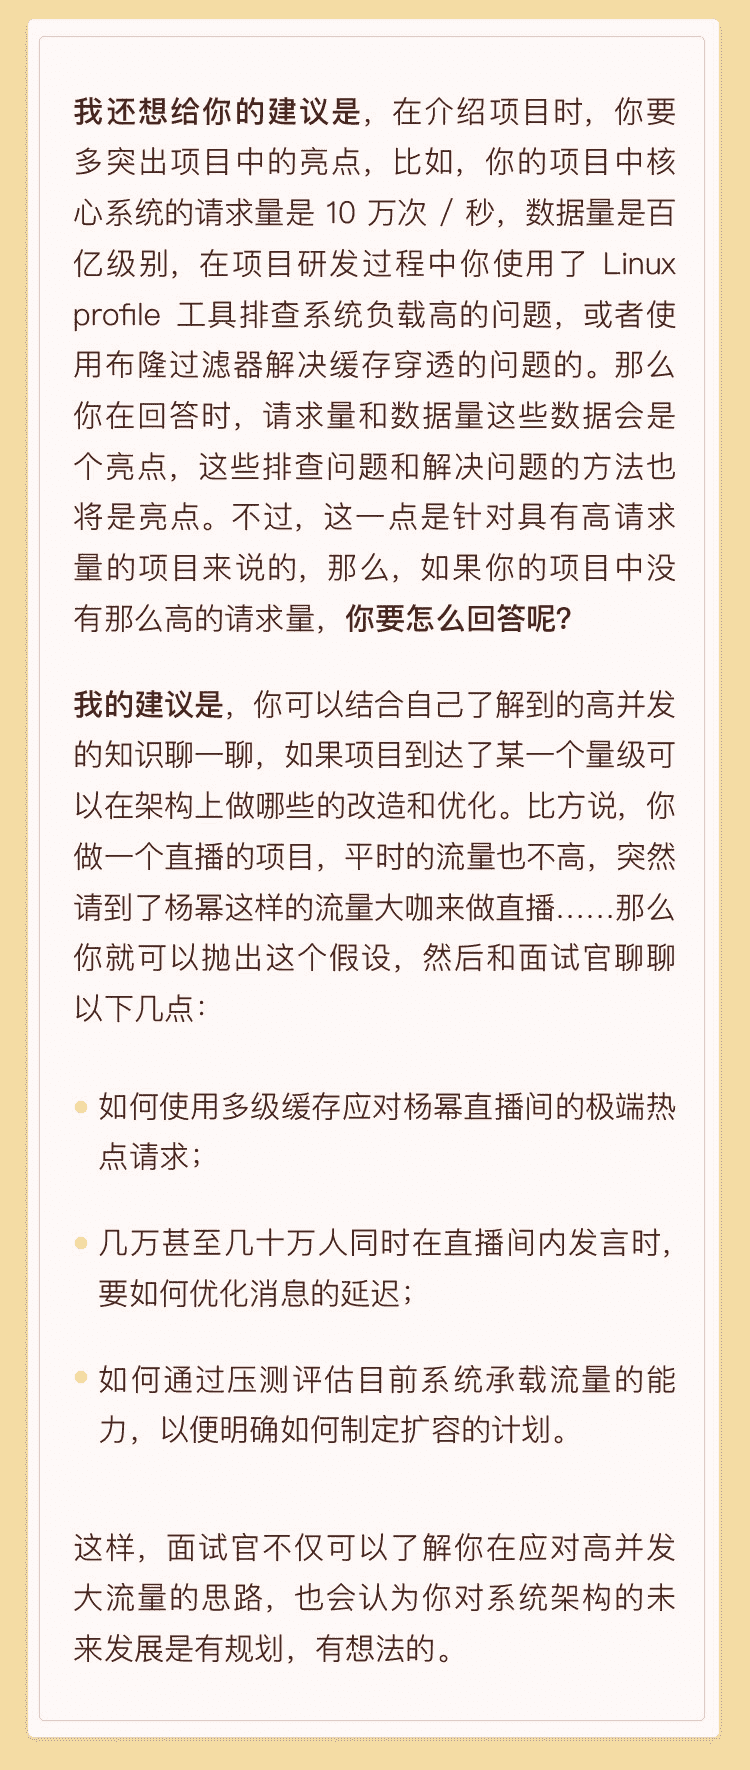 我还想给你的建议是，在介绍项目时，你要
多突出项目中的亮点，比如，你的项目中核
心系统的请求量是 10 万次 / 秒，数据量是百
亿级别，在项目研发过程中你使用了 Linux
profile 工具排查系统负载高的问题，或者使
用布隆过滤器解决缓存穿透的问题的。那么
你在回答时，请求量和数据量这些数据会是
个亮点，这些排查问题和解决问题的方法也
将是亮点。不过，这一点是针对具有高请求
量的项目来说的，那么，如果你的项目中没
有那么高的请求量，你要怎么回答呢？
我的建议是，你可以结合自己了解到的高并发
的知识聊一聊，如果项目到达了某一个量级可
以在架构上做哪些的改造和优化。比方说，你
做一个直播的项目，平时的流量也不高，突然
请到了杨幂这样的流量大咖来做直播……那么
你就可以抛出这个假设，然后和面试官聊聊
以下几点：
● 如何使用多级缓存应对杨幂直播间的极端热
点请求；
● 几万甚至几十万人同时在直播间内发言时，
要如何优化消息的延迟；
● 如何通过压测评估目前系统承载流量的能
力，以便明确如何制定扩容的计划。
这样，面试官不仅可以了解你在应对高并发
大流量的思路，也会认为你对系统架构的未
来发展是有规划，有想法的。